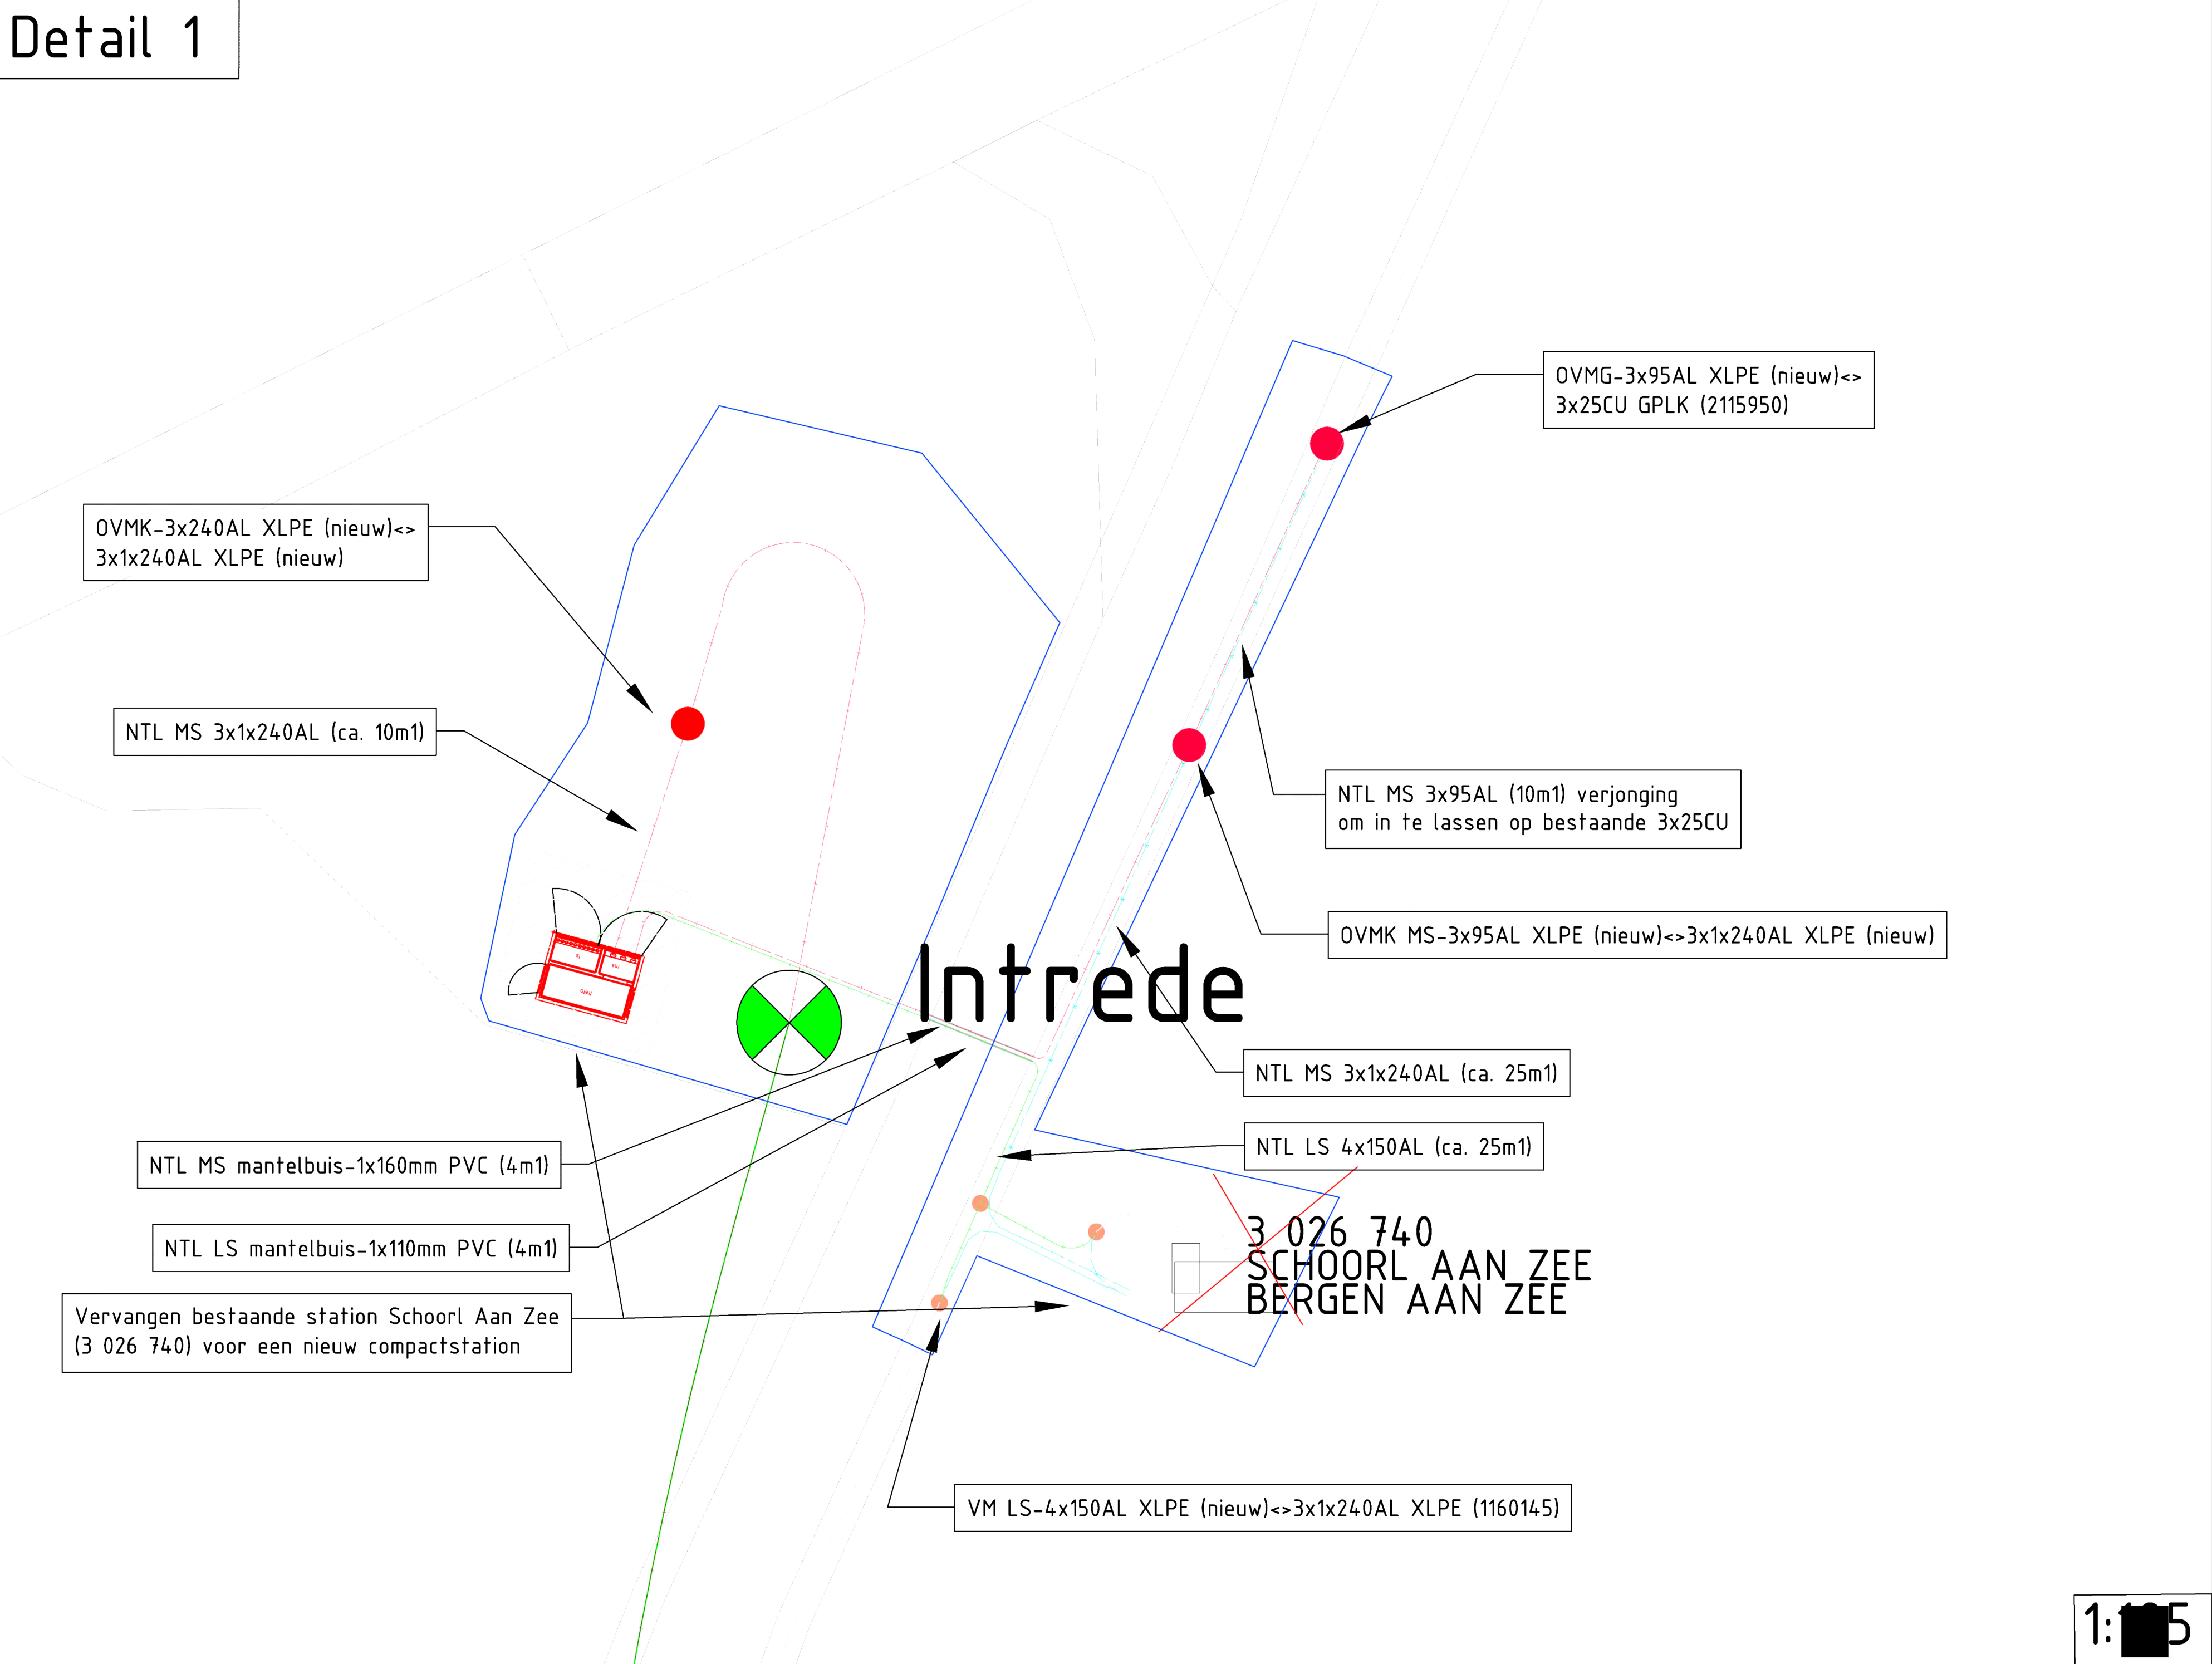 Detail 1
OVMG-3x95AL XLPE (nieuw)<>
3x25CU GPLK (2115950)
OVMK-3x240AL XLPE (nieuw)<>
3x1x240AL XLPE (nieuw)
NTL MS 3x1x240AL (ca. 10m1)
NTL MS 3x95AL (10m1) verjonging
om in te lassen op bestaande 3x25CU
OVMK MS-3x95AL XLPE (nieuw)<>3x1x240AL XLPE (nieuw)
ls
ms
trafo
Intrede
NTL MS 3x1x240AL (ca. 25m1)
NTL LS 4x150AL (ca. 25m1)
NTL MS mantelbuis-1x160mm PVC (4m1)
NTL LS mantelbuis-1x110mm PVC (4m1)
3 026 740
SCHOORL AAN ZEE
BERGEN AAN ZEE
Vervangen bestaande station Schoorl Aan Zee
(3 026 740) voor een nieuw compactstation
VM LS-4x150AL XLPE (nieuw)<>3x1x240AL XLPE (1160145)